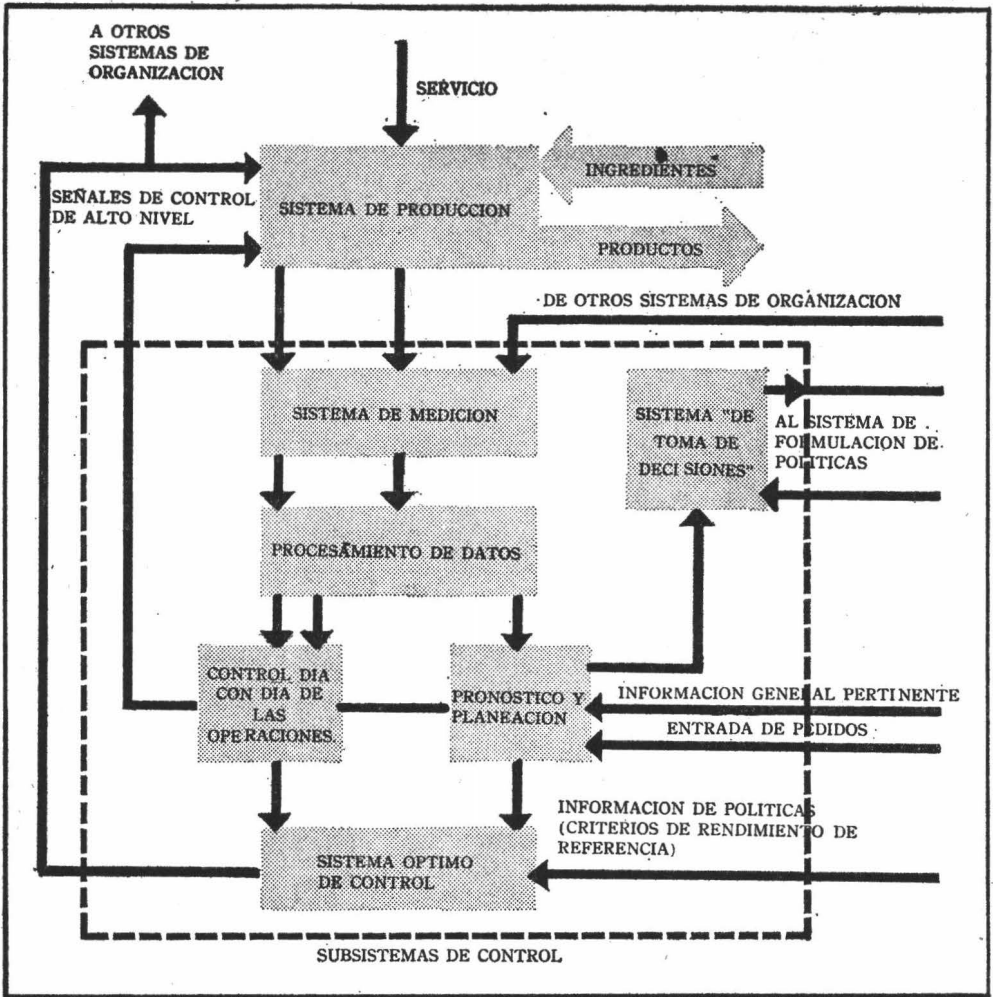 A OTROS
SISTEMAS DE
ORGANIZACION
SERVICIO
INGREDIENTES
SEÑALES DE CONTROL
DE ALTO NIVEL
SISTEMA DE PRODUCCION
PRODUCTOS
DE OTROS SISTEMAS DE ORGANIZACION
SISTEMA DE MEDICION
SISTEMA "DE
TOMA DE
DECISIONES"
AL SISTEMA DE
FORMULACION DE
POLITICAS
PROCESAMIENTO DE DATOS
CONTROL DIA
CON DIA DE
LAS
OPERACIONES.
PRONOSTICO Y
PLANEACION
INFORMACION GENERAL PERTINENTE
ENTRADA DE PEDIDOS
INFORMACION DE POLITICAS
(CRITERIOS DE RENDIMIENTO DE
REFERENCIA)
SISTEMA OPTIMO
DE CONTROL
SUBSISTEMAS DE CONTROL